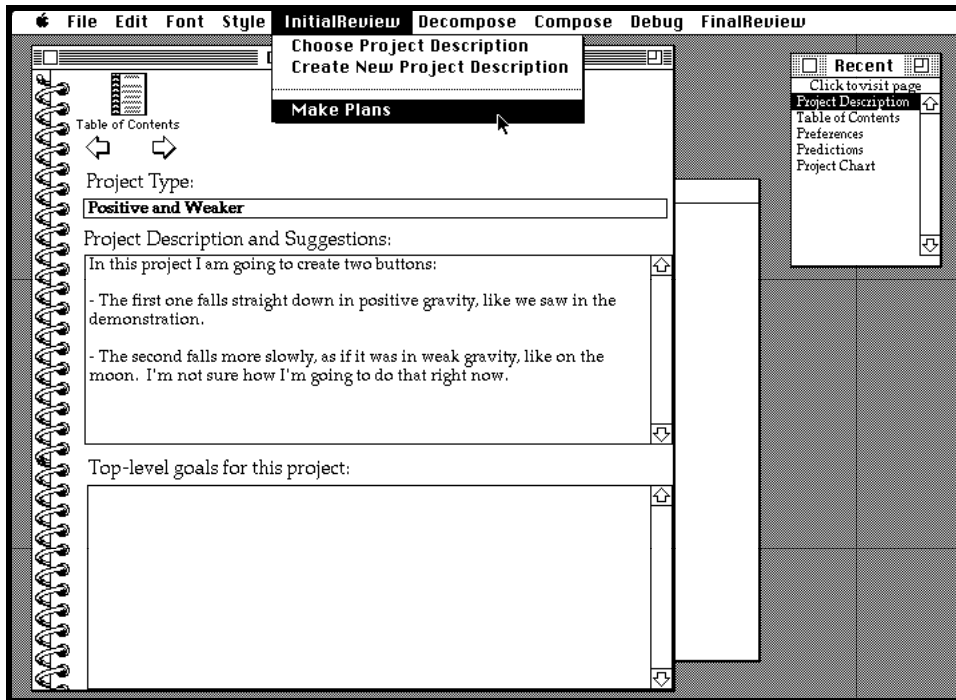 File Edit Font Style InitialReview Decompose Compose Debug FinalReview
Choose Project Description
Create New Project Description
Make Plans
Recent
Click to visit page
Project Description
Table of Contents
Preferences
Predictions
Project Chart
Table of Contents
Project Type:
Positive and Weaker
Project Description and Suggestions:
In this project I am going to create two buttons:
- The first one falls straight down in positive gravity, like we saw in the
demonstration.
- The second falls more slowly, as if it was in weak gravity, like on the
moon. I'm not sure how I'm going to do that right now.
Top-level goals for this project: